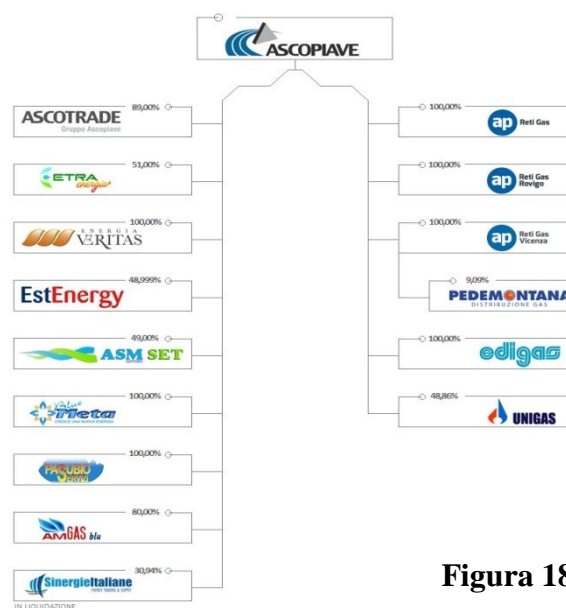 ASCOPIAVE
89,00%
ASCOTRADE
Gruppo Ascopiave
51,00%
ETRA
energia
100,00%
ENERGIA
VERITAS
48,999%
EstEnergy
49,00%
ASM SET
100,00%
Blue
Meta
100,00%
PASUBIO
80,00%
AMGAS blu
30,94%
SinergieItaliane
IN LIQUIDAZIONE
100,00%
ap Reti Gas
100,00%
ap Reti Gas
Rovigo
100,00%
ap Reti Gas
Vicenza
9,09%
PEDEMONTANA
DISTRIBUZIONE GAS
100,00%
edigas
48,86%
UNIGAS
Figura 18